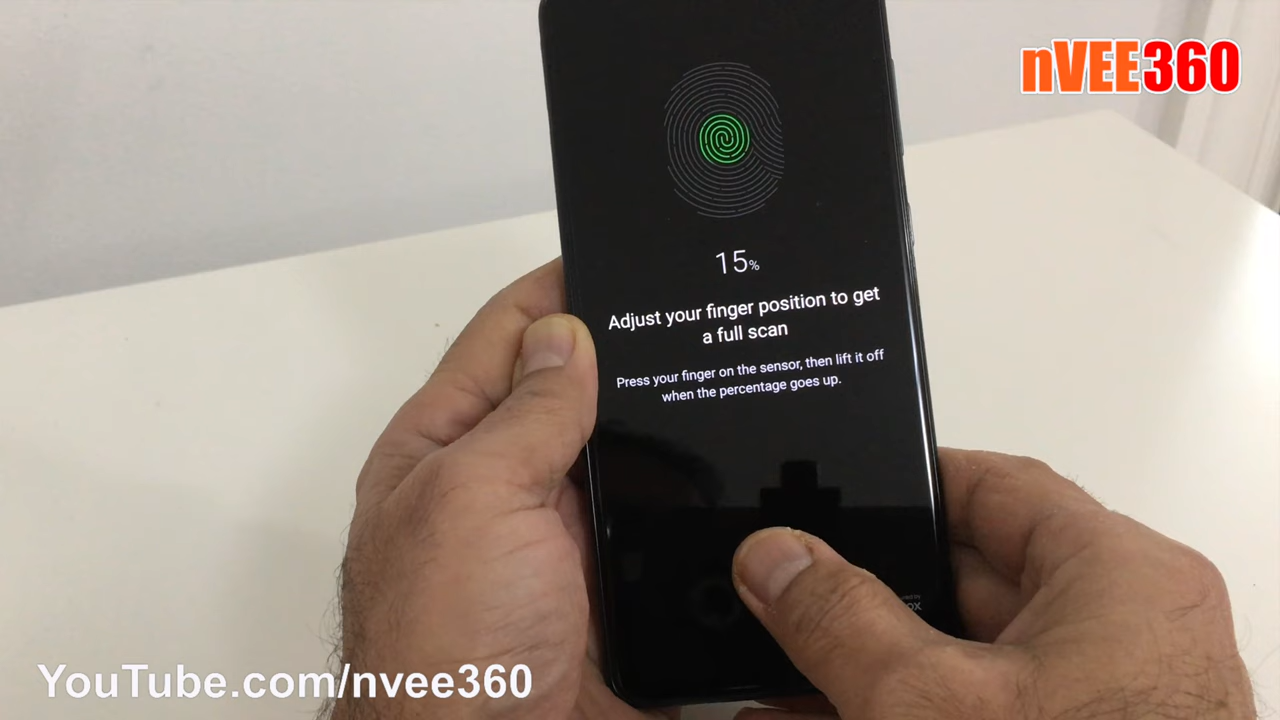 nVEE360
15%
Adjust your finger position to get
a full scan
Press your finger on the sensor, then lift it off
when the percentage goes up.
YouTube.com/nvee360